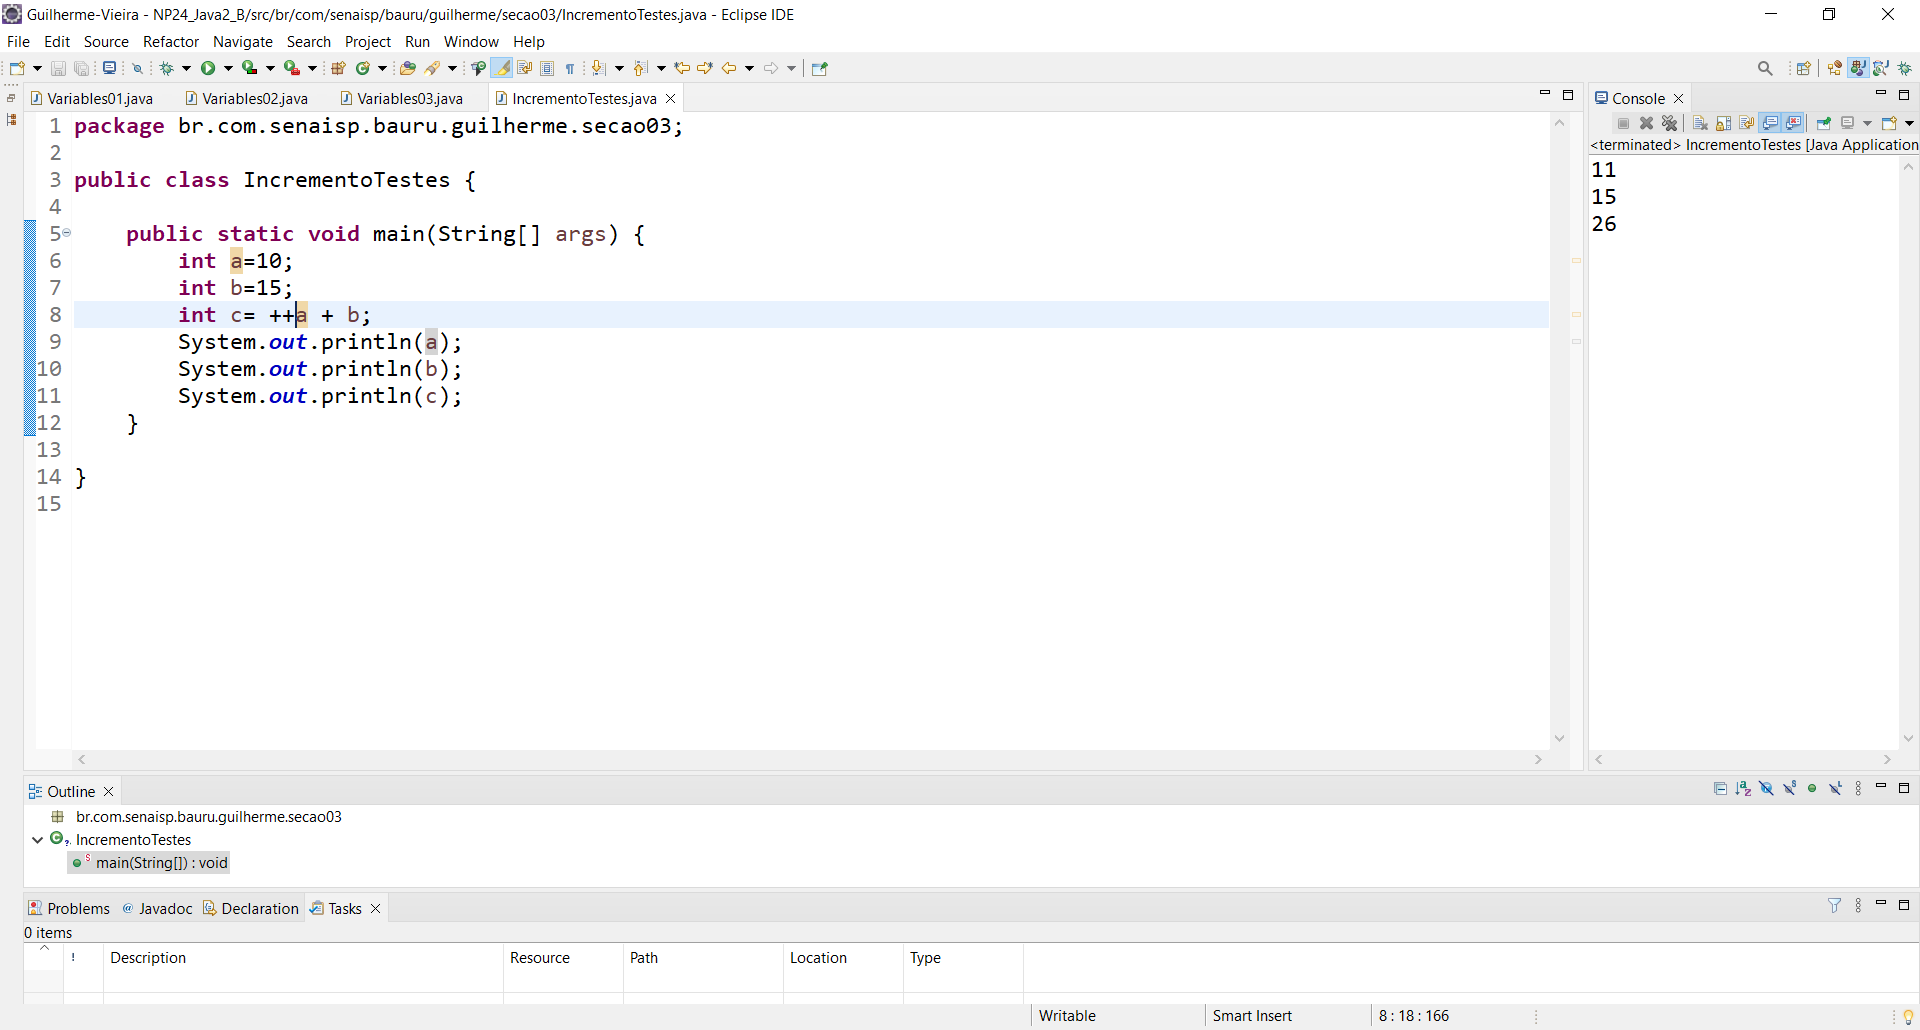 Guilherme-Vieira - NP24_Java2_B/src/br/com/senaisp/bauru/guilherme/secao03/IncrementoTestes.java - Eclipse IDE
File Edit Source Refactor Navigate Search Project Run Window Help
Variables01.java Variables02.java Variables03.java IncrementoTestes.java
1 package br.com.senaisp.bauru.guilherme.secao03;
2
3 public class IncrementoTestes {
4
5 public static void main(String[] args) {
6 int a=10;
7 int b=15;
8 int c= ++a + b;
9 System.out.println(a);
10 System.out.println(b);
11 System.out.println(c);
12 }
13
14 }
15
Console
<terminated> IncrementoTestes [Java Application
11
15
26
Outline
br.com.senaisp.bauru.guilherme.secao03
IncrementoTestes
main(String[]) : void
Problems @ Javadoc Declaration Tasks
0 items
! Description Resource Path Location Type
Writable Smart Insert 8 : 18 : 166